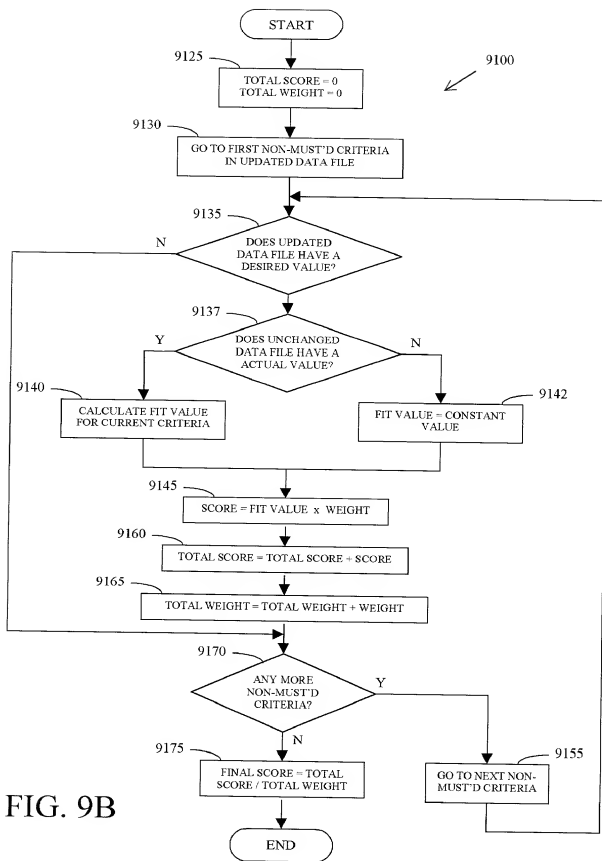 START
9125
9100
TOTAL SCORE = 0
TOTAL WEIGHT = 0
9130
GO TO FIRST NON-MUST'D CRITERIA
IN UPDATED DATA FILE
9135
N
DOES UPDATED
DATA FILE HAVE A
DESIRED VALUE?
9137
Y
N
DOES UNCHANGED
DATA FILE HAVE A
ACTUAL VALUE?
9140
9142
CALCULATE FIT VALUE
FOR CURRENT CRITERIA
FIT VALUE = CONSTANT
VALUE
9145
SCORE = FIT VALUE x WEIGHT
9160
TOTAL SCORE = TOTAL SCORE + SCORE
9165
TOTAL WEIGHT = TOTAL WEIGHT + WEIGHT
9170
ANY MORE
NON-MUST'D
CRITERIA?
Y
N
9175
9155
FINAL SCORE = TOTAL
SCORE / TOTAL WEIGHT
GO TO NEXT NON-
MUST'D CRITERIA
FIG. 9B
END